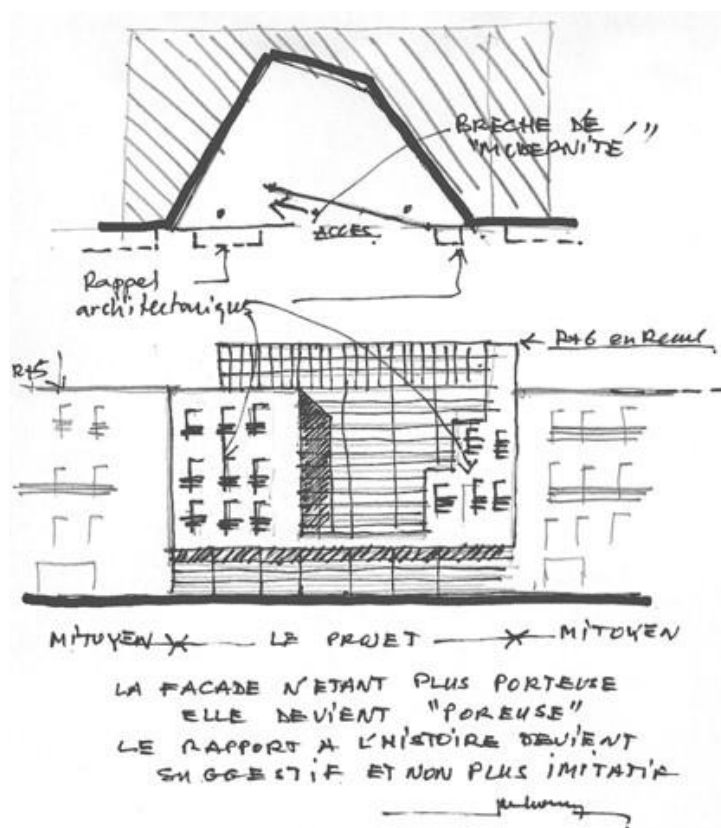 BRECHE DE
"MODERNITE"
ACCES
Rappel
architectonique
R+6 en Recul
R+5
MITOYEN
LE PROJET
MITOYEN
LA FACADE N'ETANT PLUS PORTEUSE
ELLE DEVIENT "POREUSE"
LE RAPPORT A L'HISTOIRE DEVIENT
SUGGESTIF ET NON PLUS IMITATIF